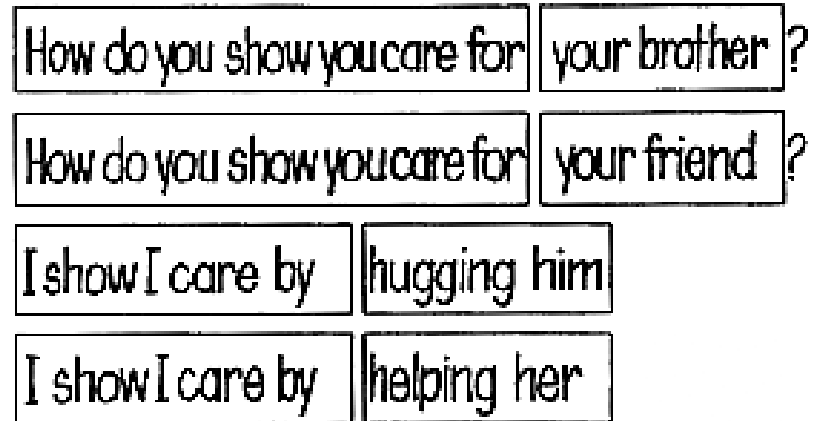 How do you show you care for your brother ?
How do you show you care for your friend ?
I show I care by hugging him
I show I care by helping her